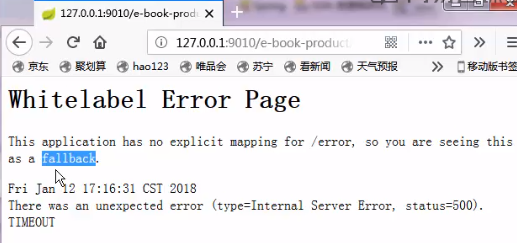 127.0.0.1:9010/e-book-produ
127.0.0.1:9010/e-book-product
京东 聚划算 hao123 唯品会 苏宁 看新闻 天气预报 移动版书签
Whitelabel Error Page
This application has no explicit mapping for /error, so you are seeing this
as a fallback.
Fri Jan 12 17:16:31 CST 2018
There was an unexpected error (type=Internal Server Error, status=500).
TIMEOUT